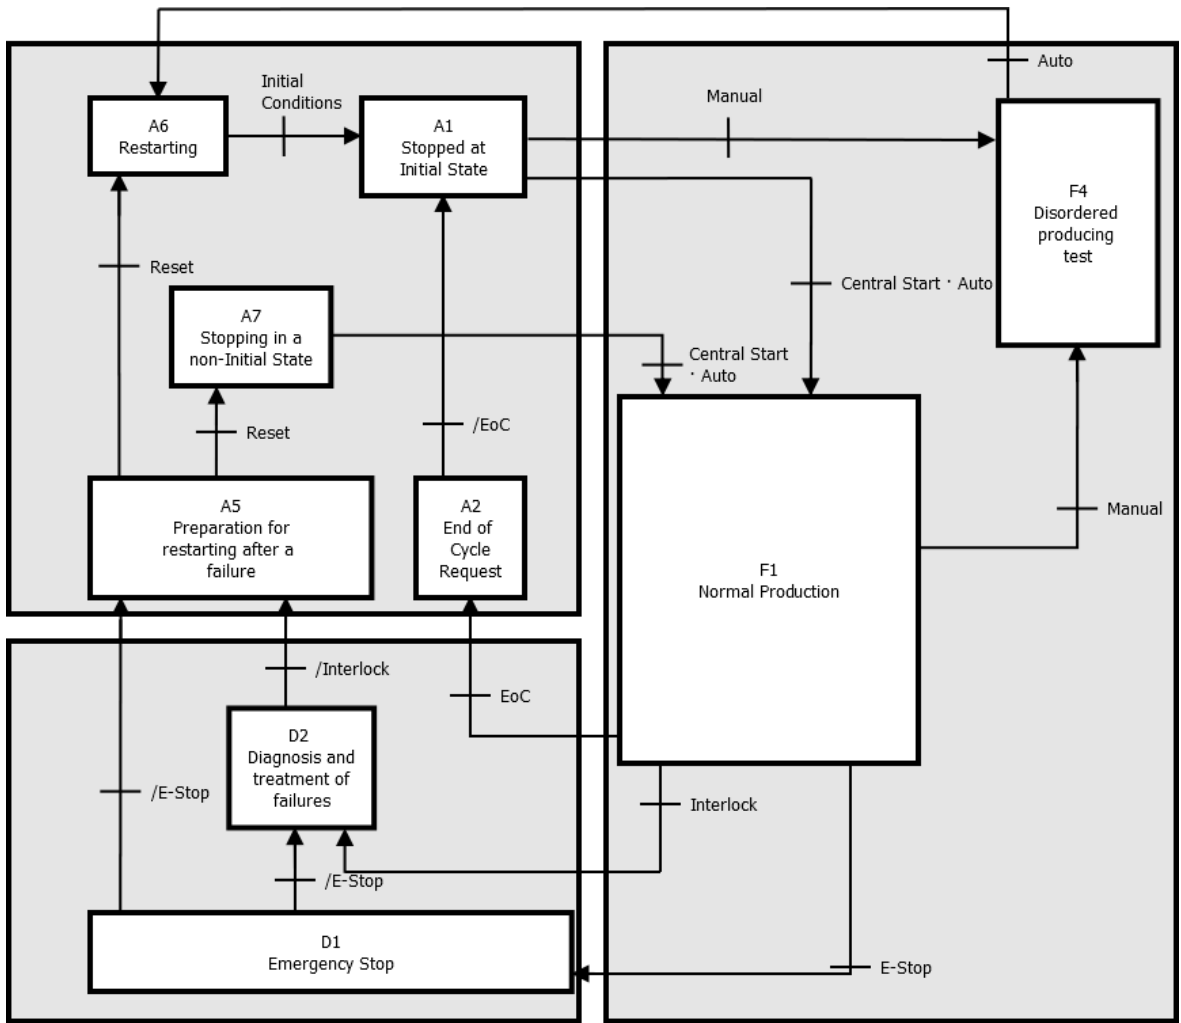 Auto
Initial
Conditions
Manual
A6
Restarting
A1
Stopped at
Initial State
F4
Disordered
producing
test
Reset
Central Start · Auto
A7
Stopping in a
non-Initial State
Central Start
· Auto
Reset
/EoC
A5
Preparation for
restarting after a
failure
A2
End of
Cycle
Request
Manual
F1
Normal Production
/Interlock
EoC
D2
Diagnosis and
treatment of
failures
/E-Stop
Interlock
/E-Stop
D1
Emergency Stop
E-Stop